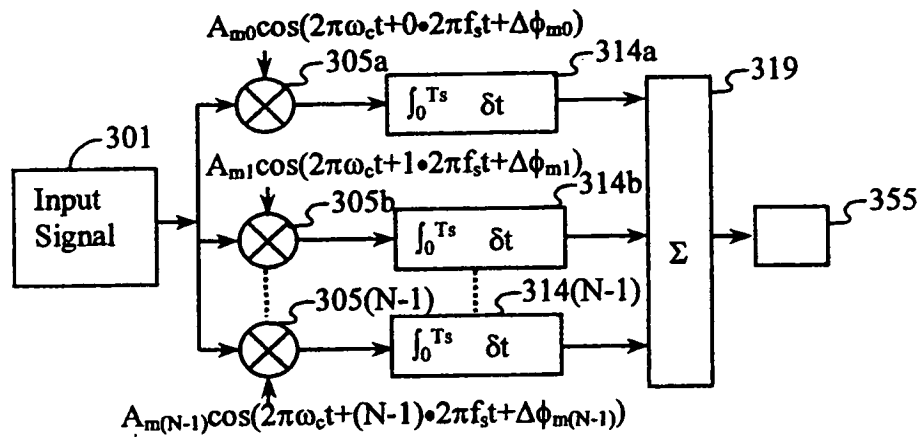 A_m0cos(2πω_ct+0•2πf_st+Δϕ_m0)
305a
314a
319
∫_0^Ts δt
301
A_m1cos(2πω_ct+1•2πf_st+Δϕ_m1)
305b
314b
355
Input
Signal
∫_0^Ts δt
Σ
305(N-1)
314(N-1)
∫_0^Ts δt
A_m(N-1)cos(2πω_ct+(N-1)•2πf_st+Δϕ_m(N-1))